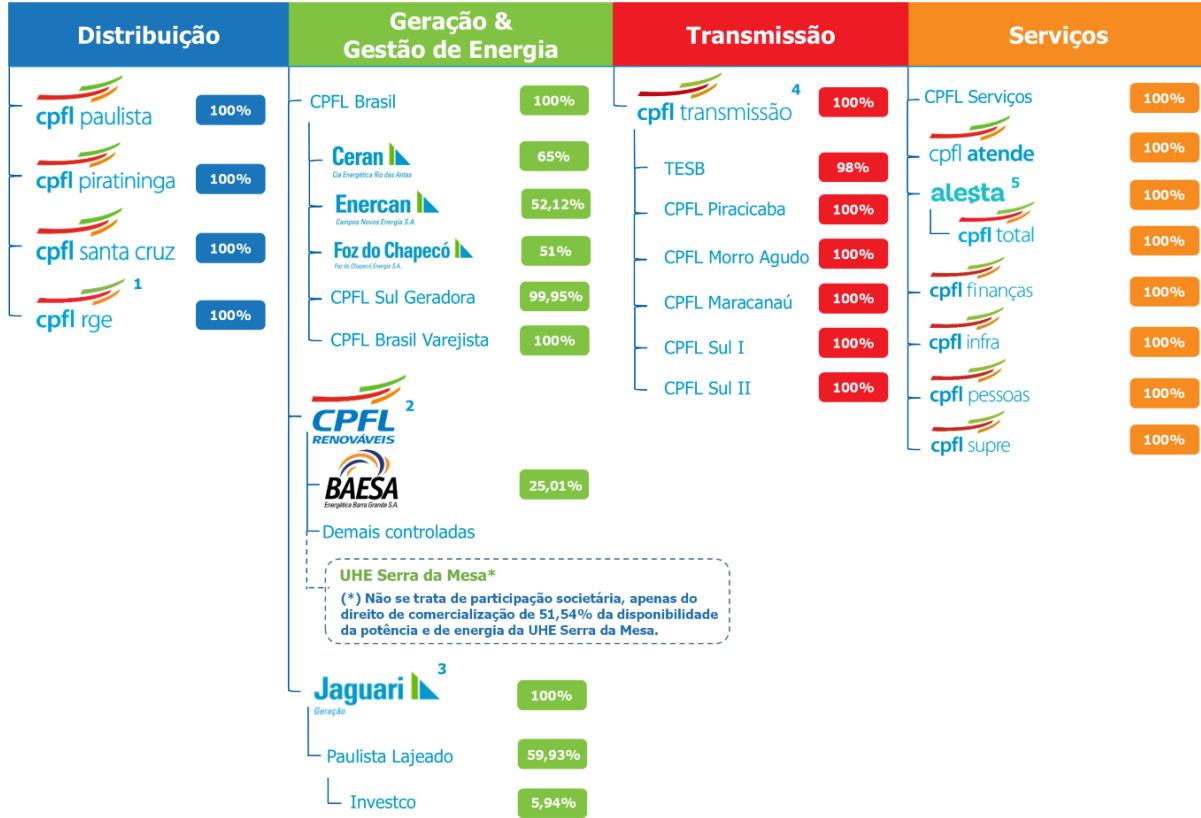 Distribuição
cpfl paulista 100%
cpfl piratininga 100%
cpfl santa cruz 100%
cpfl rge 1 100%
Geração &
Gestão de Energia
CPFL Brasil 100%
Ceran 65%
Cia Energética Rio das Antas
Enercan 52,12%
Campos Novos Energia S.A.
Foz do Chapecó 51%
Foz do Chapecó Energia S.A.
CPFL Sul Geradora 99,95%
CPFL Brasil Varejista 100%
CPFL 2
RENOVÁVEIS
BAESA 25,01%
Energética Barra Grande S.A.
Demais controladas
UHE Serra da Mesa*
(*) Não se trata de participação societária, apenas do
direito de comercialização de 51,54% da disponibilidade
da potência e de energia da UHE Serra da Mesa.
Jaguari 3 100%
Geração
Paulista Lajeado 59,93%
Investco 5,94%
Transmissão
cpfl transmissão 4 100%
TESB 98%
CPFL Piracicaba 100%
CPFL Morro Agudo 100%
CPFL Maracanaú 100%
CPFL Sul I 100%
CPFL Sul II 100%
Serviços
CPFL Serviços 100%
cpfl atende 100%
alesta 5 100%
cpfl total 100%
cpfl finanças 100%
cpfl infra 100%
cpfl pessoas 100%
cpfl supre 100%